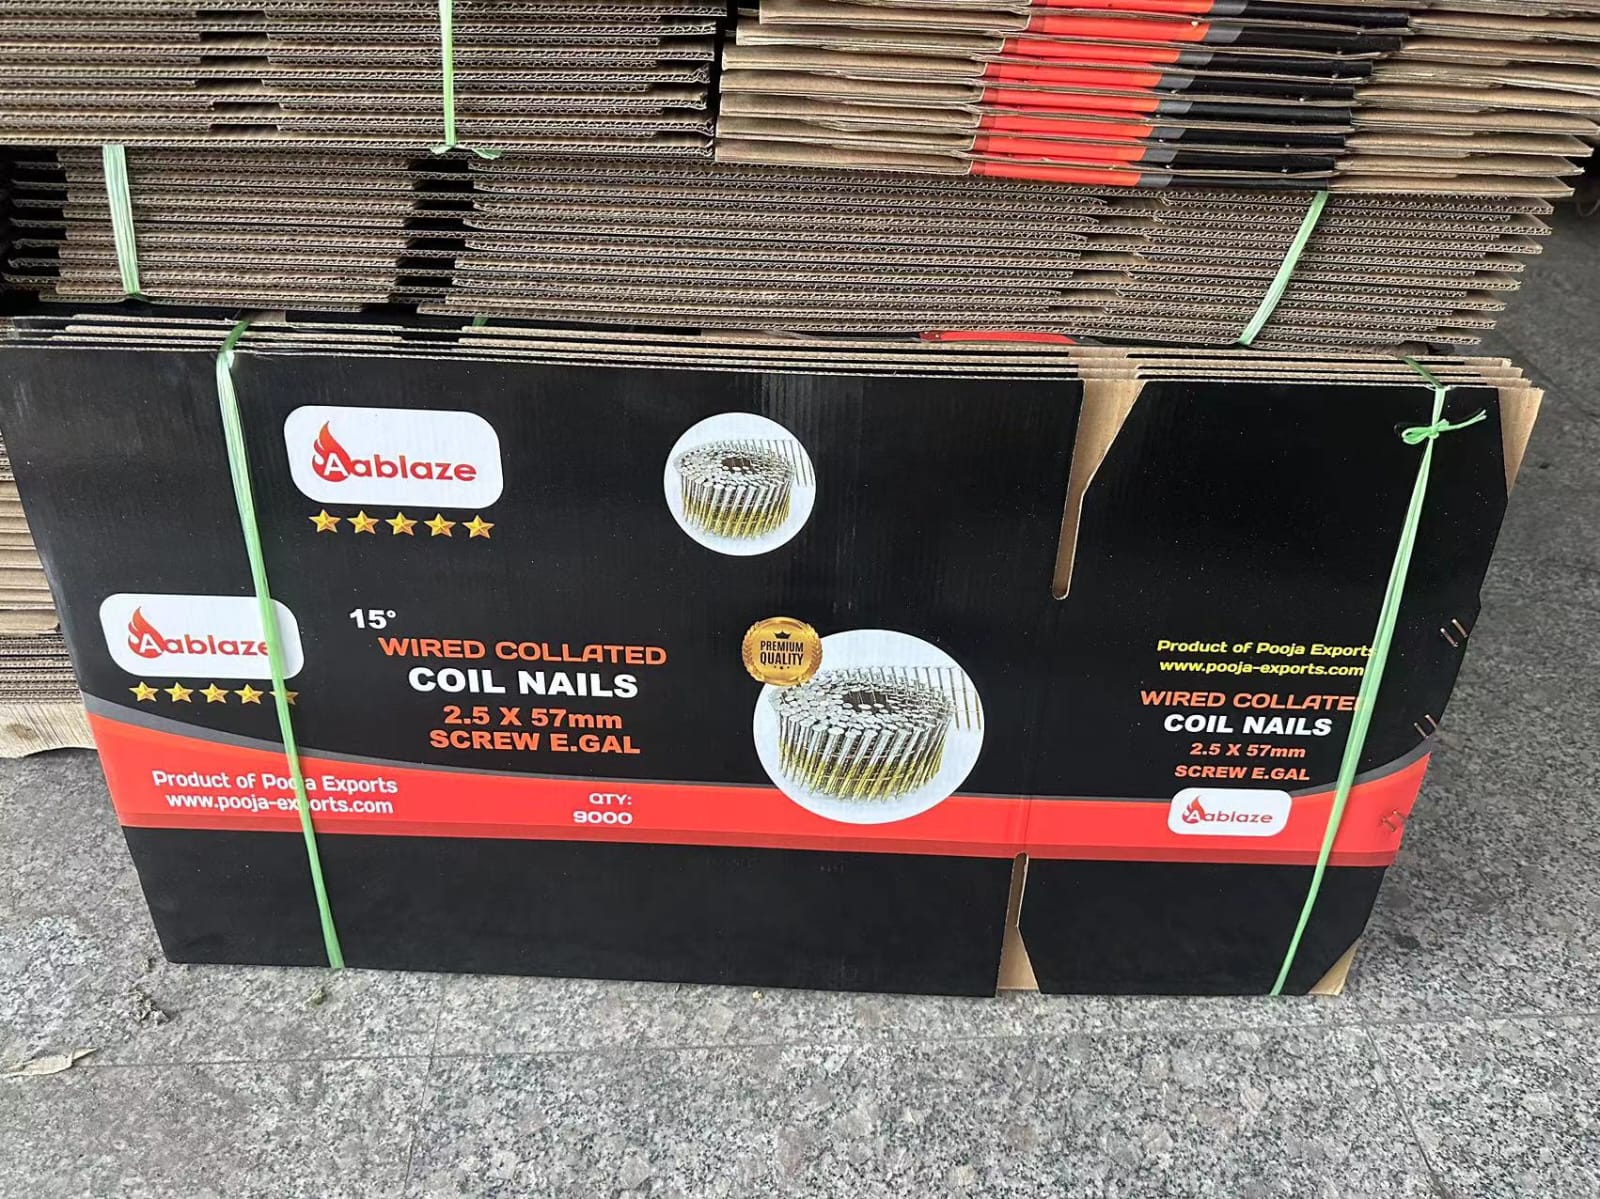 Aablaze
Aablaze
15°
WIRED COLLATED
COIL NAILS
2.5 X 57mm
SCREW E.GAL
PREMIUM
QUALITY
Product of Pooja Exports
www.pooja-exports.com
QTY:
9000
Product of Pooja Exports
www.pooja-exports.com
WIRED COLLATED
COIL NAILS
2.5 X 57mm
SCREW E.GAL
Aablaze